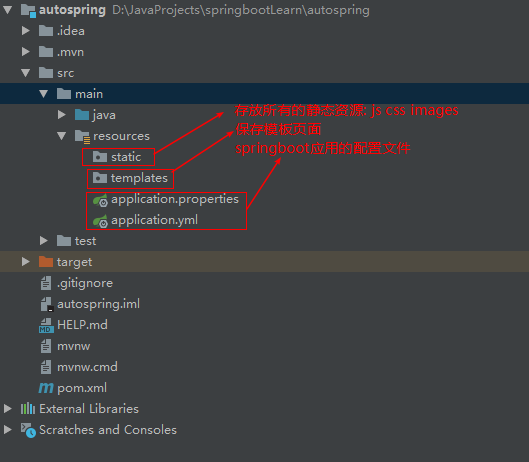 autospring D:\JavaProjects\springbootLearn\autospring
.idea
.mvn
src
main
java
存放所有的静态资源: js css images
resources
保存模板页面
static
springboot应用的配置文件
templates
application.properties
application.yml
test
target
.gitignore
autospring.iml
HELP.md
mvnw
mvnw.cmd
pom.xml
External Libraries
Scratches and Consoles